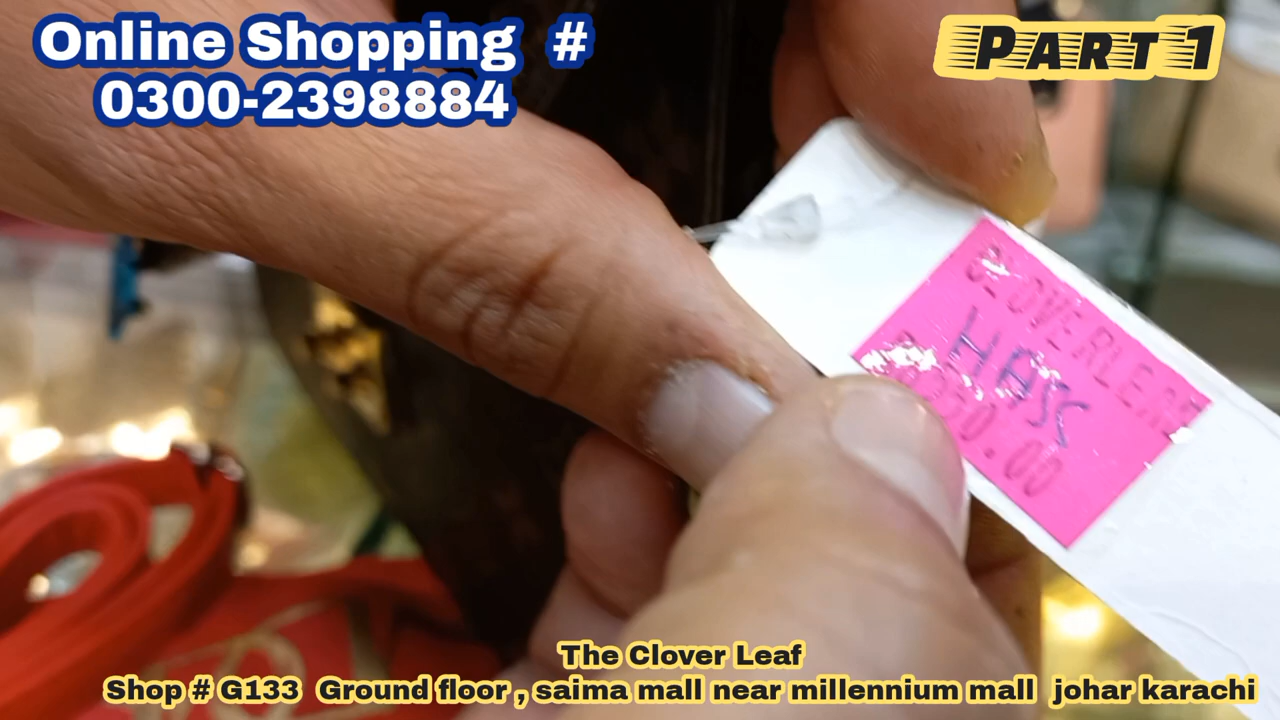 Online Shopping #
0300-2398884
PART 1
CLOVERLEAF
HASS
The Clover Leaf
Shop # G133 Ground floor , saima mall near millennium mall johar karachi